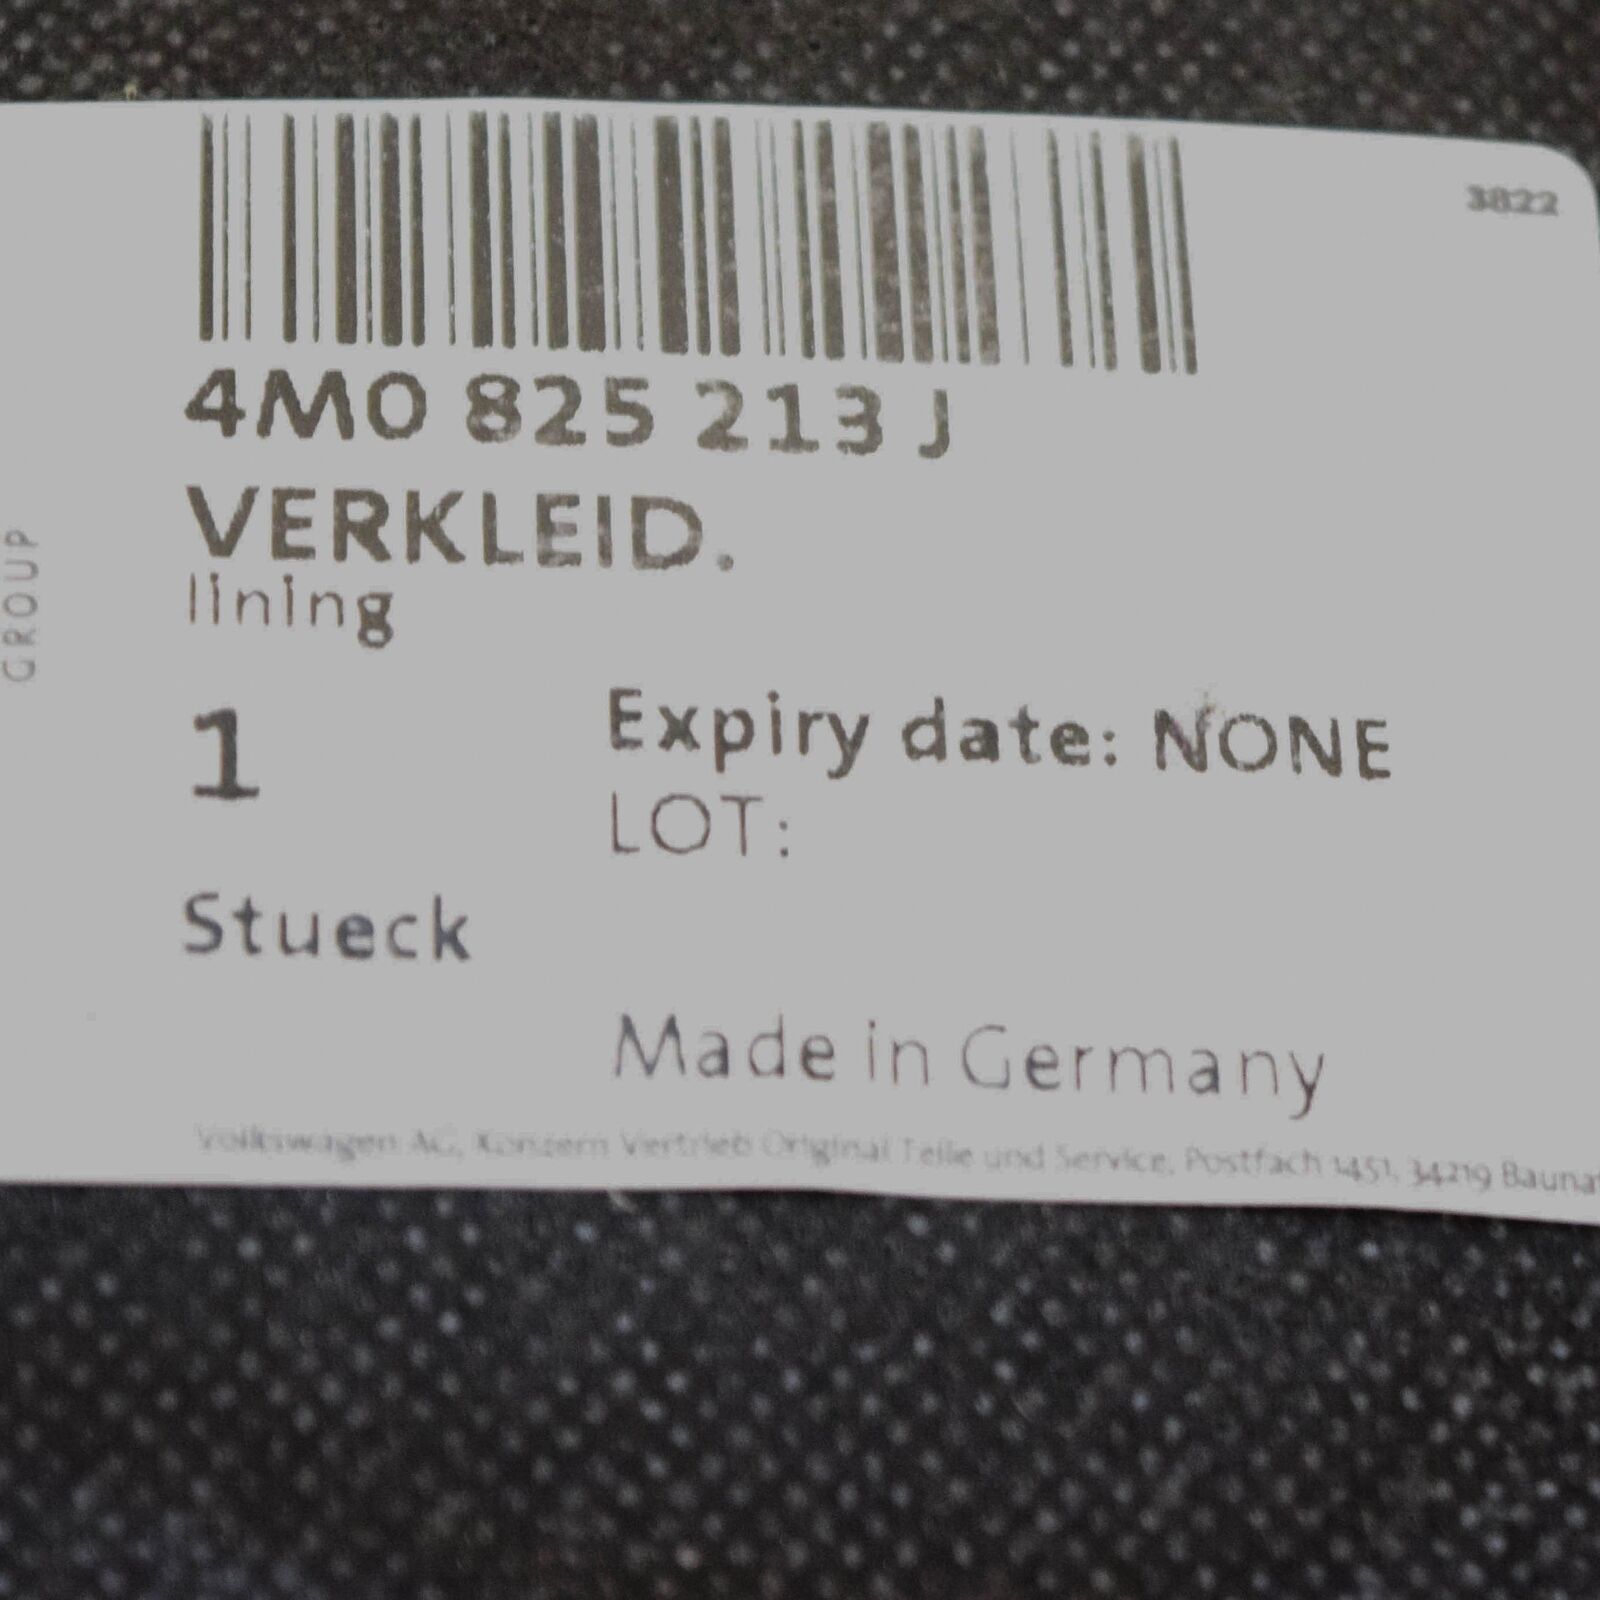 3822
4M0 825 213 J
VERKLEID.
lining
GROUP
1
Expiry date: NONE
LOT:
Stueck
Made in Germany
Volkswagen AG, Konzern Vertrieb Original Teile und Service, Postfach 1451, 34219 Bauna